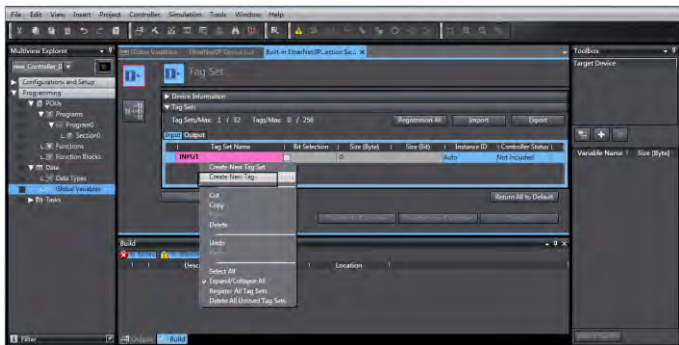 File Edit View Insert Project Controller Simulation Tools Window Help
Multiview Explorer
new_Controller_0
Configurations and Setup
Programming
POUs
Programs
Program0
Section0
Functions
Function Blocks
Data
Data Types
Global Variables
Tasks
Filter
Global Variables
Built-in EtherNet/IP...ection Se... X
Tag Set
Device Information
Tag Sets
Tag Sets/Max: 1 / 32 Tags/Max: 0 / 256
Registration All
Import
Export
Input Output
Tag Set Name
Bit Selection
Size (Byte)
Size (Bit)
Instance ID
Controller Status
INPUT
0
Auto
Not included
Create New Tag Set
Create New Tag
Cut
Copy
Delete
Undo
Select All
Expand/Collapse All
Register All Tag Sets
Delete All Unused Tag Sets
Return All to Default
Build
Location
Output
Build
Toolbox
Target Device
Variable Name
Size (Byte)